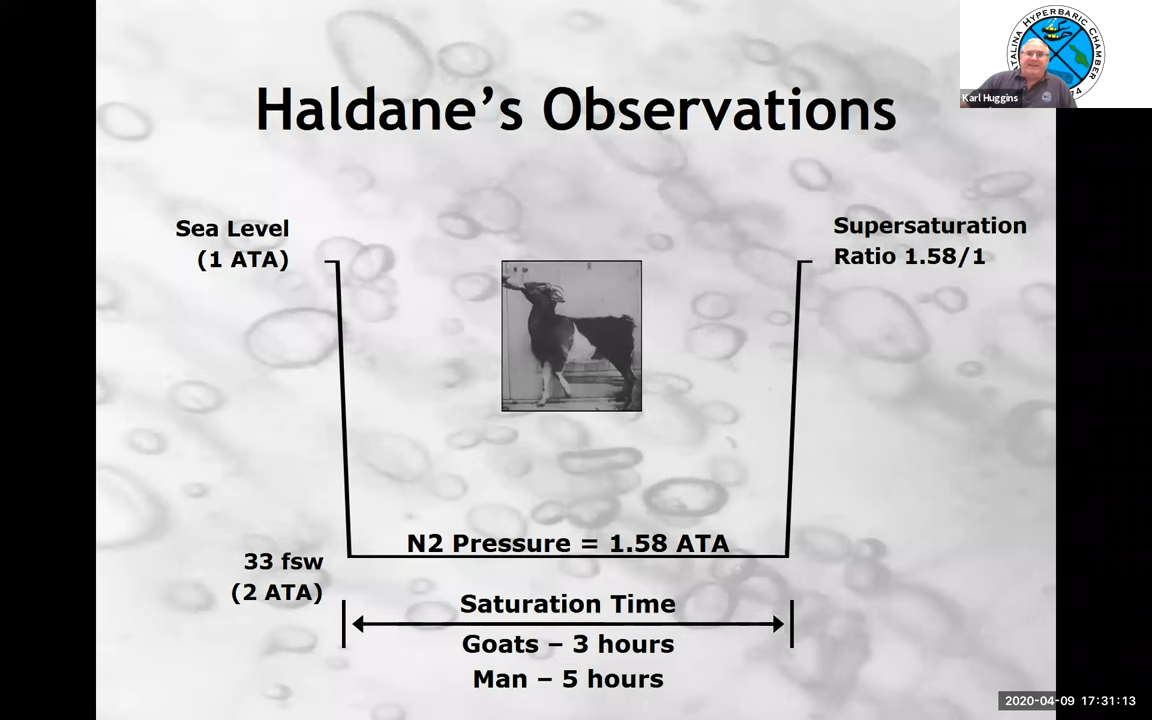 Haldane’s Observations
Sea Level
(1 ATA)
Supersaturation
Ratio 1.58/1
N2 Pressure = 1.58 ATA
33 fsw
(2 ATA)
Saturation Time
Goats – 3 hours
Man – 5 hours
HYPERBARIC CHAMBER
Karl Huggins
2020-04-09 17:31:13